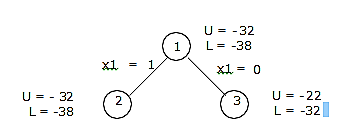 U = -32
L = -38
1
x1 = 1
x1 = 0
U = - 32
L = -38
2
3
U = -22
L = -32